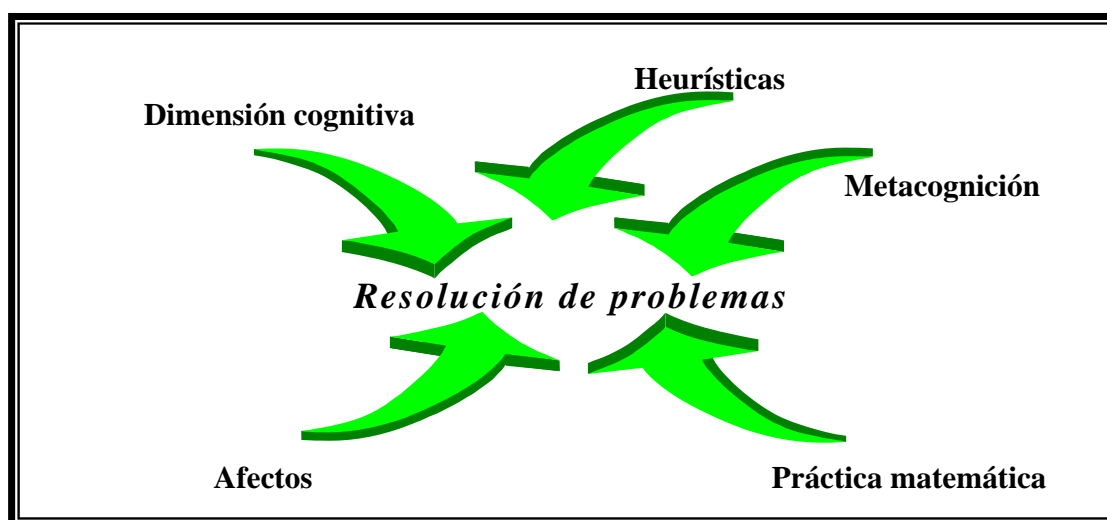 Heurísticas
Dimensión cognitiva
Metacognición
Resolución de problemas
Afectos
Práctica matemática